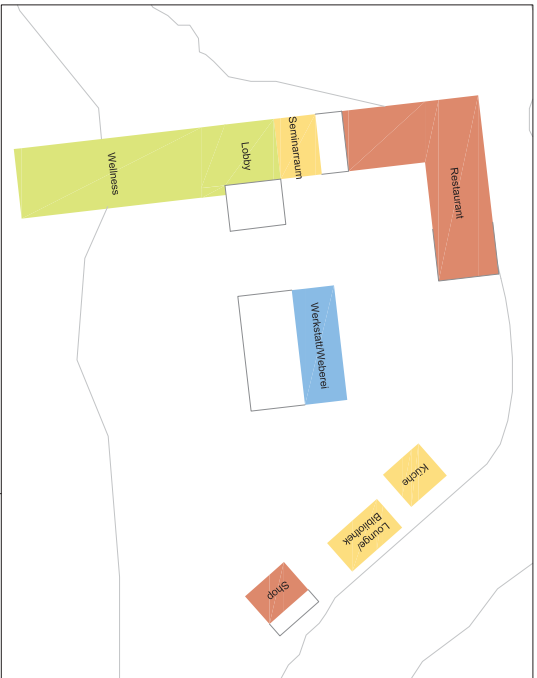 Wellness
Lobby
Seminarraum
Restaurant
Werkstatt/Weberei
Küche
Lounge/
Bibliothek
Shop